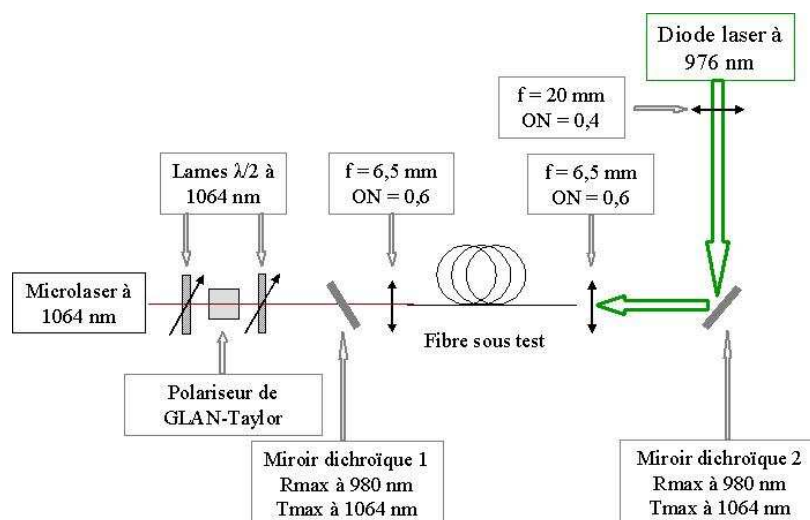 Diode laser à
976 nm
f = 20 mm
ON = 0,4
Lames λ/2 à
1064 nm
f = 6,5 mm
ON = 0,6
f = 6,5 mm
ON = 0,6
Microlaser à
1064 nm
Fibre sous test
Polariseur de
GLAN-Taylor
Miroir dichroïque 1
Rmax à 980 nm
Tmax à 1064 nm
Miroir dichroïque 2
Rmax à 980 nm
Tmax à 1064 nm